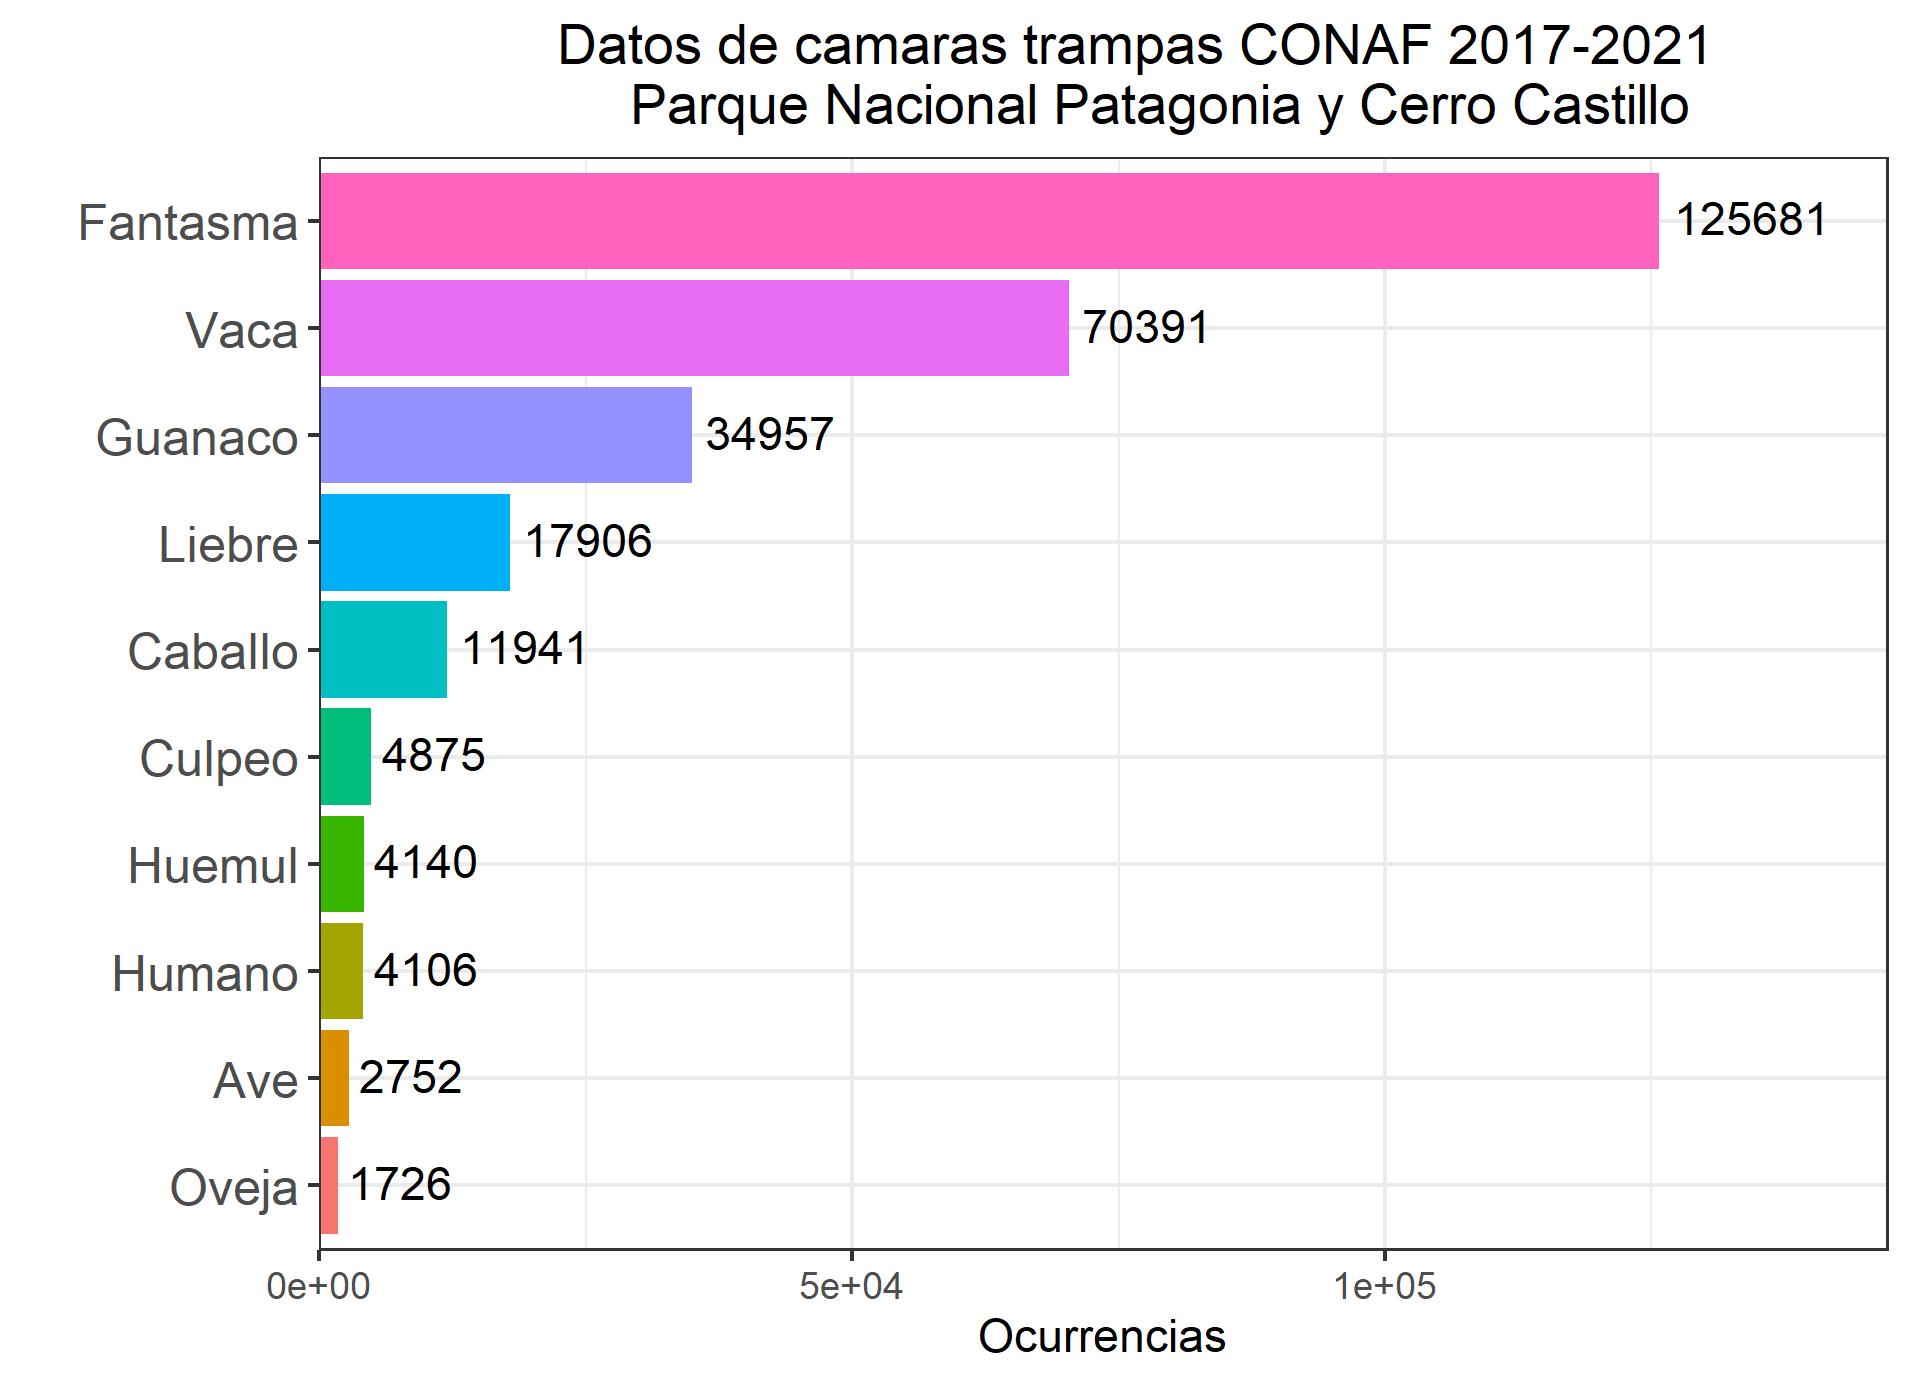 Datos de camaras trampas CONAF 2017-2021
Parque Nacional Patagonia y Cerro Castillo
Fantasma 125681
Vaca 70391
Guanaco 34957
Liebre 17906
Caballo 11941
Culpeo 4875
Huemul 4140
Humano 4106
Ave 2752
Oveja 1726
0e+00 5e+04 1e+05
Ocurrencias